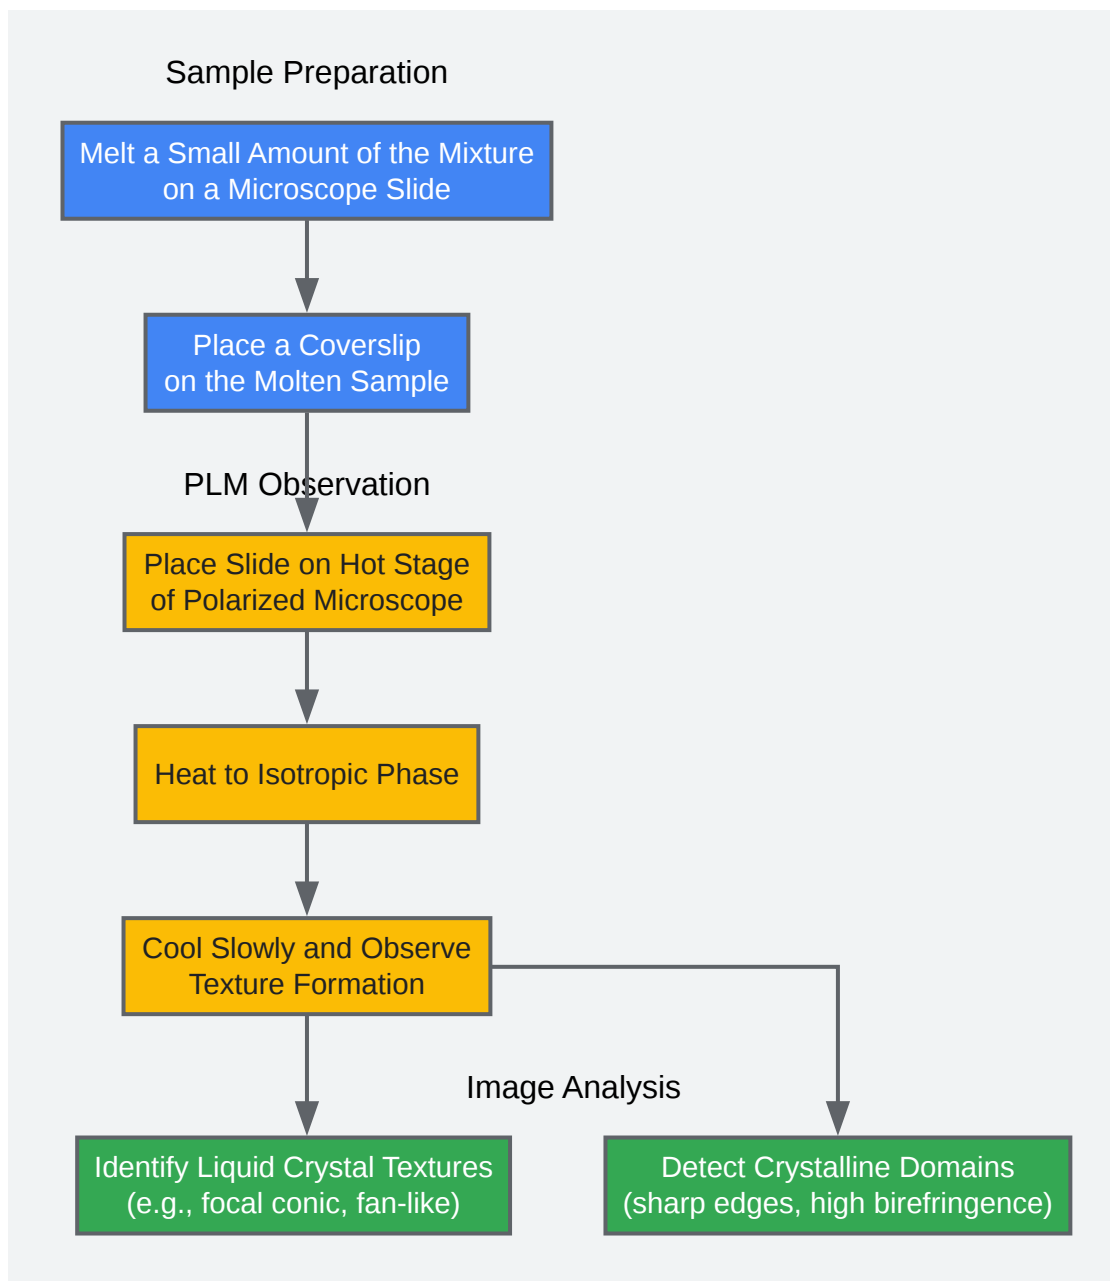 Sample Preparation
Melt a Small Amount of the Mixture
on a Microscope Slide
Place a Coverslip
on the Molten Sample
PLM Observation
Place Slide on Hot Stage
of Polarized Microscope
Heat to Isotropic Phase
Cool Slowly and Observe
Texture Formation
Image Analysis
Identify Liquid Crystal Textures
(e.g., focal conic, fan-like)
Detect Crystalline Domains
(sharp edges, high birefringence)